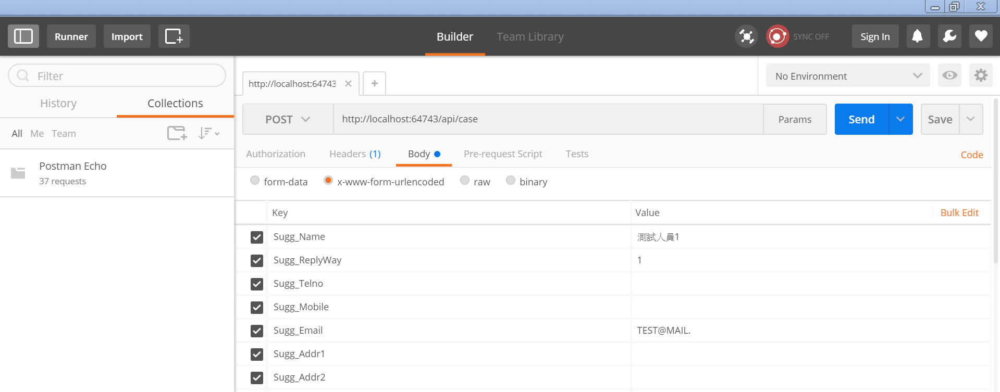 Runner Import Builder Team Library SYNC OFF Sign In
Filter
History Collections
All Me Team
Postman Echo
37 requests
http://localhost:64743
No Environment
POST http://localhost:64743/api/case Params Send Save
Authorization Headers (1) Body Pre-request Script Tests Code
form-data x-www-form-urlencoded raw binary
Key Value Bulk Edit
Sugg_Name 測試人員1
Sugg_ReplyWay 1
Sugg_Telno
Sugg_Mobile
Sugg_Email TEST@MAIL.
Sugg_Addr1
Sugg_Addr2